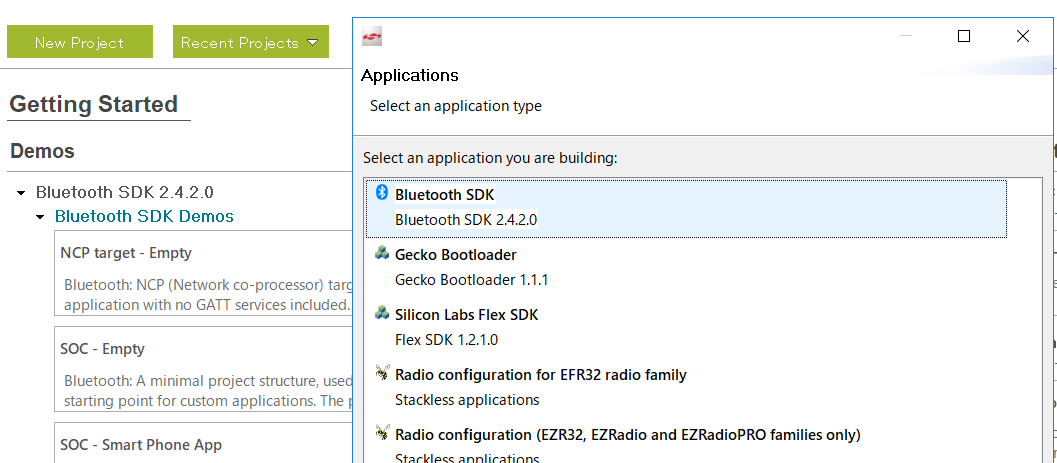 New Project
Recent Projects
Getting Started
Demos
Bluetooth SDK 2.4.2.0
Bluetooth SDK Demos
NCP target - Empty
Bluetooth: NCP (Network co-processor)
application with no GATT services included.
SOC - Empty
Bluetooth: A minimal project structure, used
starting point for custom applications. The
SOC - Smart Phone App
Applications
Select an application type
Select an application you are building:
Bluetooth SDK
Bluetooth SDK 2.4.2.0
Gecko Bootloader
Gecko Bootloader 1.1.1
Silicon Labs Flex SDK
Flex SDK 1.2.1.0
Radio configuration for EFR32 radio family
Stackless applications
Radio configuration (EZR32, EZRadio and EZRadioPRO families only)
Stackless applications